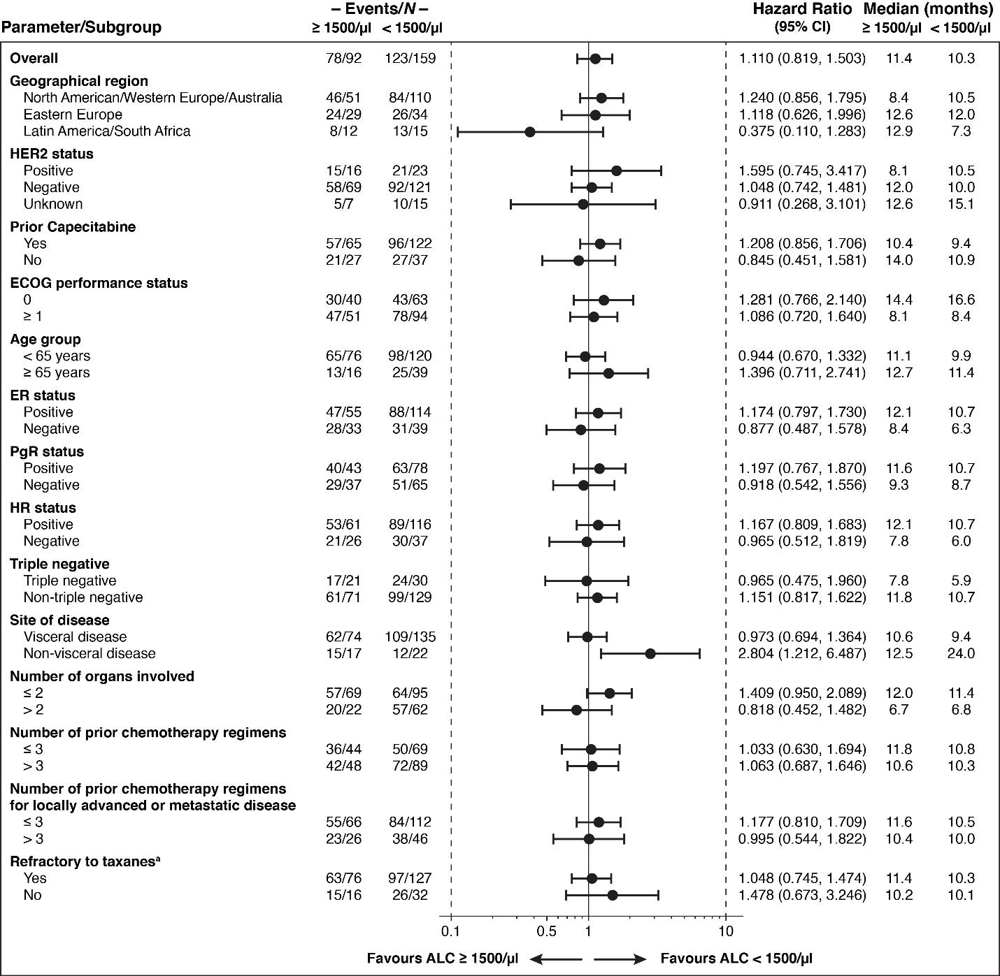 – Events/N – Hazard Ratio Median (months)
Parameter/Subgroup ≥ 1500/µl < 1500/µl (95% CI) ≥ 1500/µl < 1500/µl
Overall 78/92 123/159 1.110 (0.819, 1.503) 11.4 10.3
Geographical region
North American/Western Europe/Australia 46/51 84/110 1.240 (0.856, 1.795) 8.4 10.5
Eastern Europe 24/29 26/34 1.118 (0.626, 1.996) 12.6 12.0
Latin America/South Africa 8/12 13/15 0.375 (0.110, 1.283) 12.9 7.3
HER2 status
Positive 15/16 21/23 1.595 (0.745, 3.417) 8.1 10.5
Negative 58/69 92/121 1.048 (0.742, 1.481) 12.0 10.0
Unknown 5/7 10/15 0.911 (0.268, 3.101) 12.6 15.1
Prior Capecitabine
Yes 57/65 96/122 1.208 (0.856, 1.706) 10.4 9.4
No 21/27 27/37 0.845 (0.451, 1.581) 14.0 10.9
ECOG performance status
0 30/40 43/63 1.281 (0.766, 2.140) 14.4 16.6
≥ 1 47/51 78/94 1.086 (0.720, 1.640) 8.1 8.4
Age group
< 65 years 65/76 98/120 0.944 (0.670, 1.332) 11.1 9.9
≥ 65 years 13/16 25/39 1.396 (0.711, 2.741) 12.7 11.4
ER status
Positive 47/55 88/114 1.174 (0.797, 1.730) 12.1 10.7
Negative 28/33 31/39 0.877 (0.487, 1.578) 8.4 6.3
PgR status
Positive 40/43 63/78 1.197 (0.767, 1.870) 11.6 10.7
Negative 29/37 51/65 0.918 (0.542, 1.556) 9.3 8.7
HR status
Positive 53/61 89/116 1.167 (0.809, 1.683) 12.1 10.7
Negative 21/26 30/37 0.965 (0.512, 1.819) 7.8 6.0
Triple negative
Triple negative 17/21 24/30 0.965 (0.475, 1.960) 7.8 5.9
Non-triple negative 61/71 99/129 1.151 (0.817, 1.622) 11.8 10.7
Site of disease
Visceral disease 62/74 109/135 0.973 (0.694, 1.364) 10.6 9.4
Non-visceral disease 15/17 12/22 2.804 (1.212, 6.487) 12.5 24.0
Number of organs involved
≤ 2 57/69 64/95 1.409 (0.950, 2.089) 12.0 11.4
> 2 20/22 57/62 0.818 (0.452, 1.482) 6.7 6.8
Number of prior chemotherapy regimens
≤ 3 36/44 50/69 1.033 (0.630, 1.694) 11.8 10.8
> 3 42/48 72/89 1.063 (0.687, 1.646) 10.6 10.3
Number of prior chemotherapy regimens
for locally advanced or metastatic disease
≤ 3 55/66 84/112 1.177 (0.810, 1.709) 11.6 10.5
> 3 23/26 38/46 0.995 (0.544, 1.822) 10.4 10.0
Refractory to taxanesᵃ
Yes 63/76 97/127 1.048 (0.745, 1.474) 11.4 10.3
No 15/16 26/32 1.478 (0.673, 3.246) 10.2 10.1
0.1 0.5 1 10
Favours ALC ≥ 1500/µl Favours ALC < 1500/µl